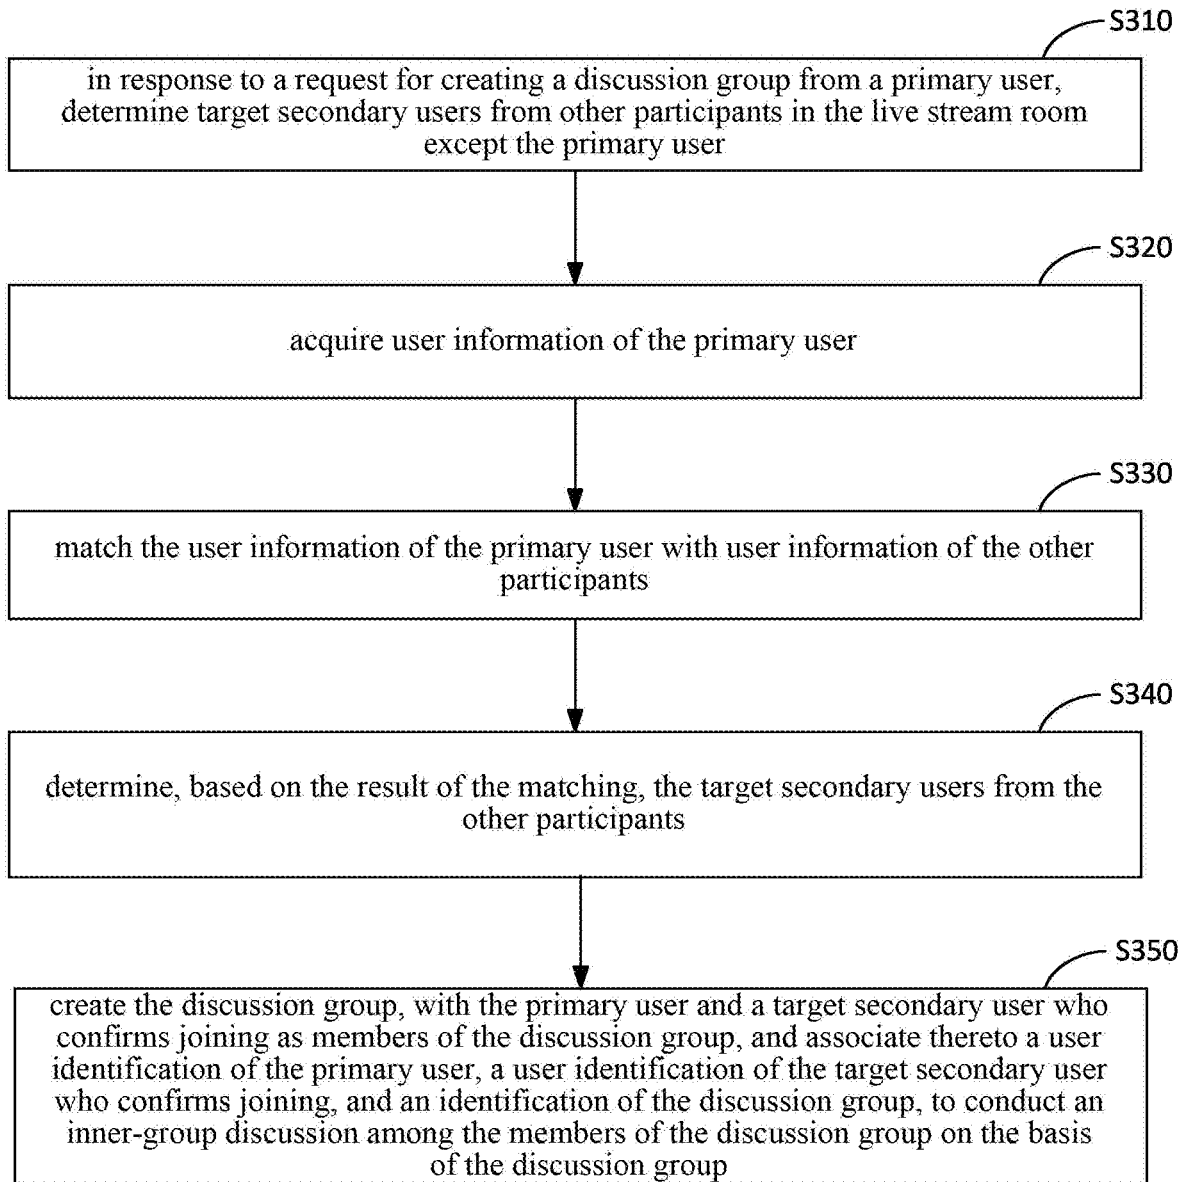 S310
in response to a request for creating a discussion group from a primary user,
determine target secondary users from other participants in the live stream room
except the primary user
S320
acquire user information of the primary user
S330
match the user information of the primary user with user information of the other
participants
S340
determine, based on the result of the matching, the target secondary users from the
other participants
S350
create the discussion group, with the primary user and a target secondary user who
confirms joining as members of the discussion group, and associate thereto a user
identification of the primary user, a user identification of the target secondary user
who confirms joining, and an identification of the discussion group, to conduct an
inner-group discussion among the members of the discussion group on the basis
of the discussion group